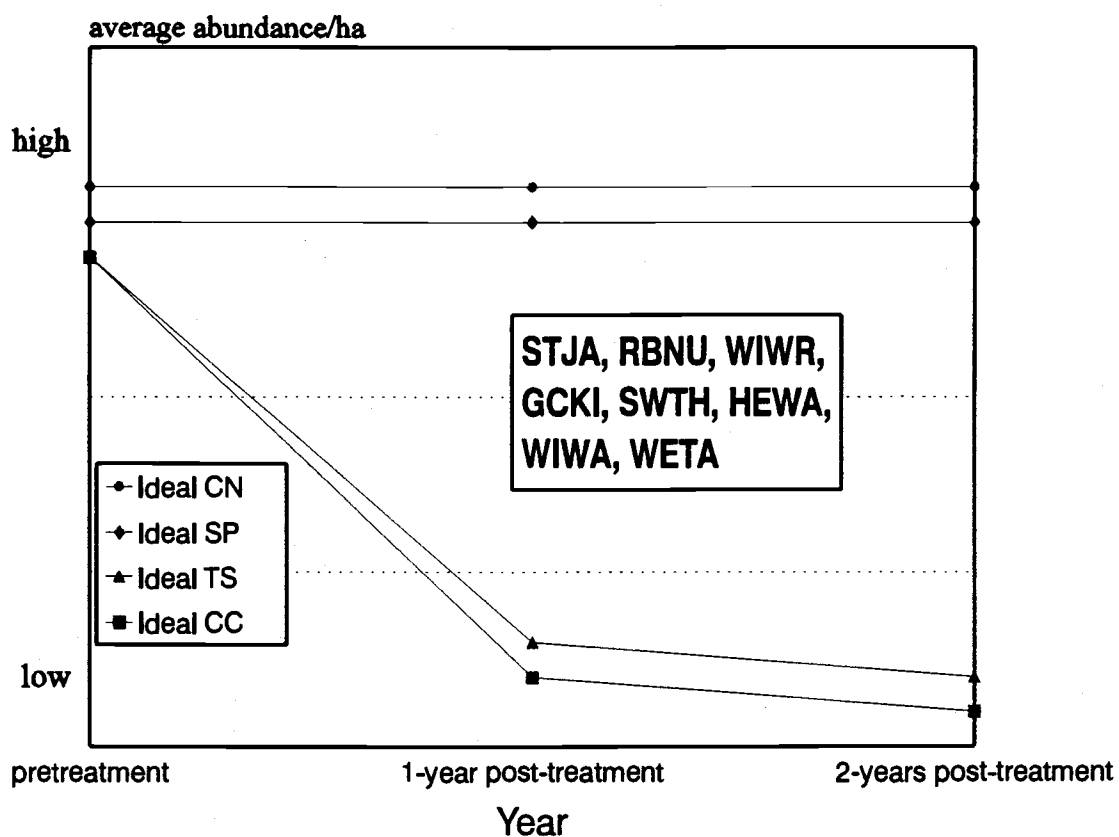 average abundance/ha
high
STJA, RBNU, WIWR,
GCKI, SWTH, HEWA,
WIWA, WETA
Ideal CN
Ideal SP
Ideal TS
Ideal CC
low
pretreatment
1-year post-treatment
2-years post-treatment
Year